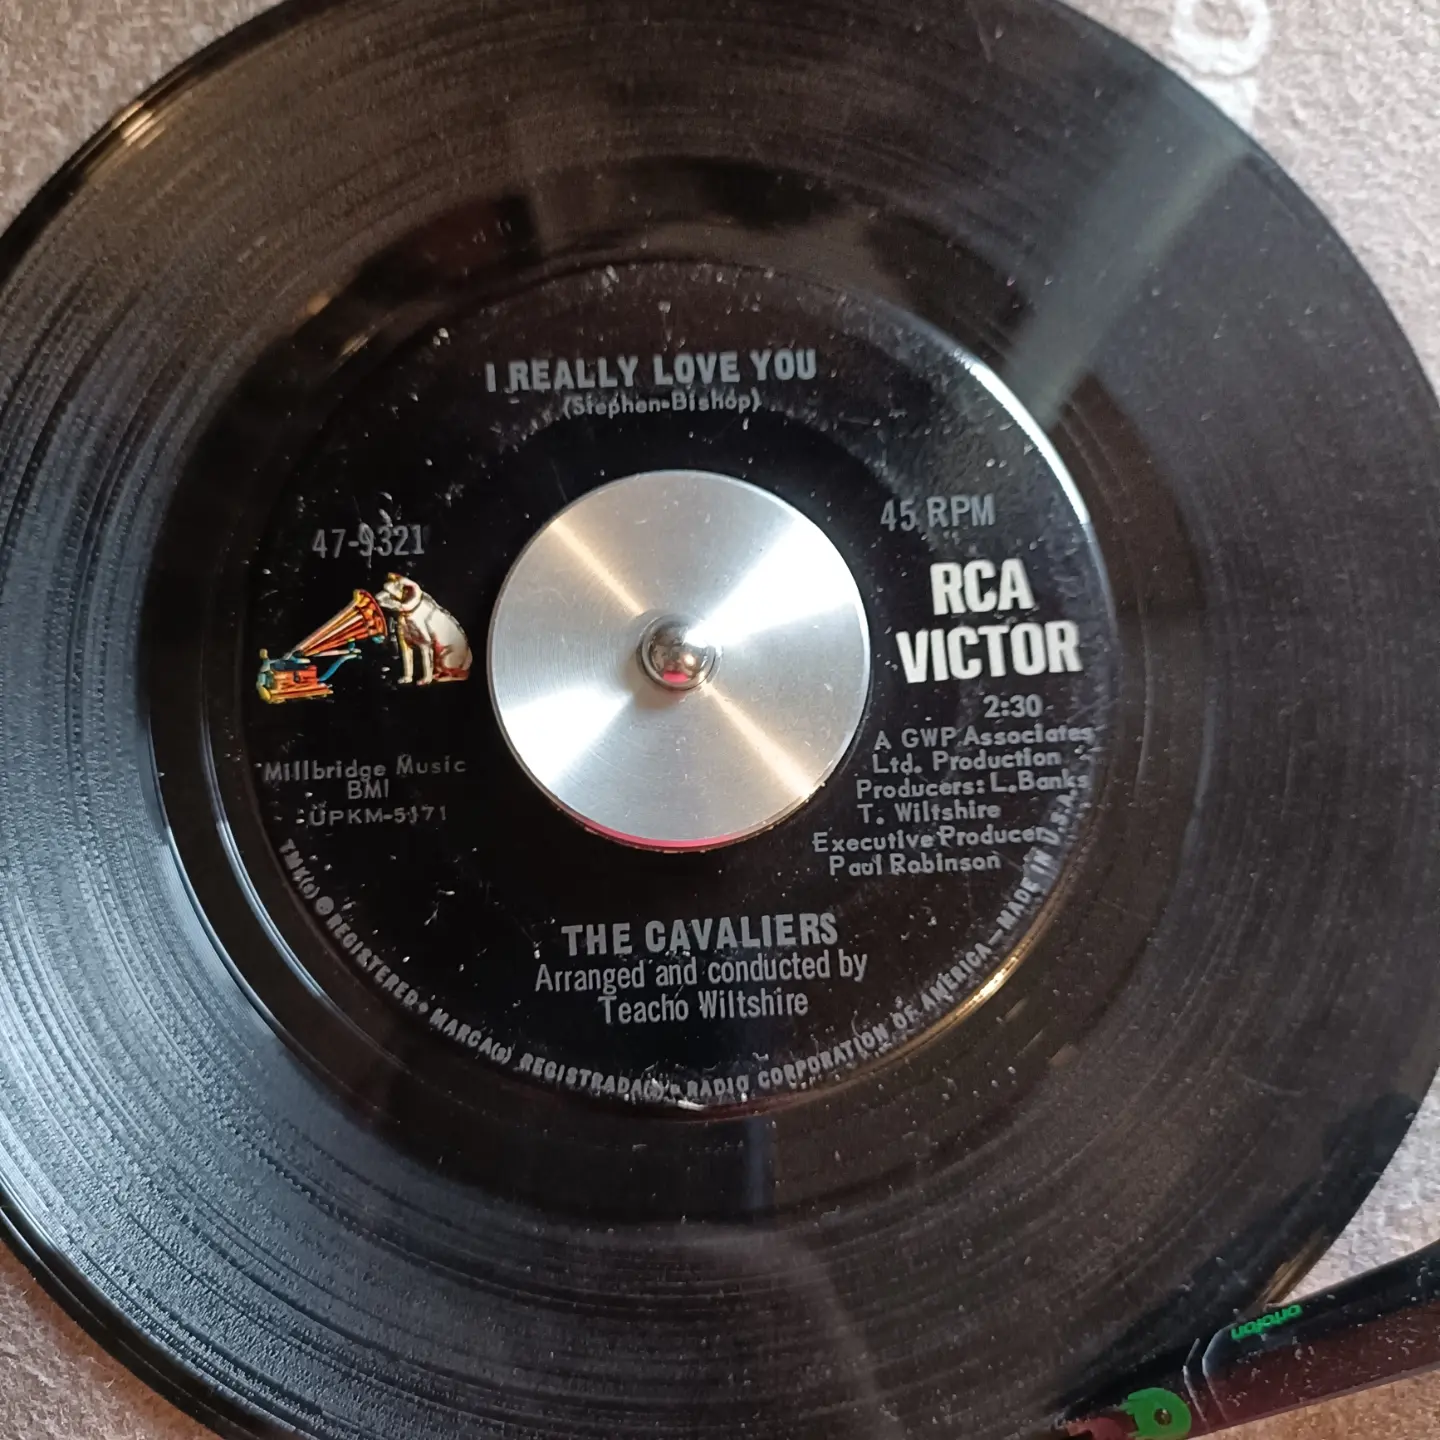 I REALLY LOVE YOU
(Stephen-Bishop)
47-9321
45 RPM
RCA
VICTOR
2:30
A GWP Associates
Ltd. Production
Producers: L. Banks
T. Wiltshire
Executive Producer
Paul Robinson
Millbridge Music
BMI
UPKM-5171
THE CAVALIERS
Arranged and conducted by
Teacho Wiltshire
TMK(s) ® REGISTERED • MARCA(s) REGISTRADA(s) • RADIO CORPORATION OF AMERICA—MADE IN U.S.A.
ortofon